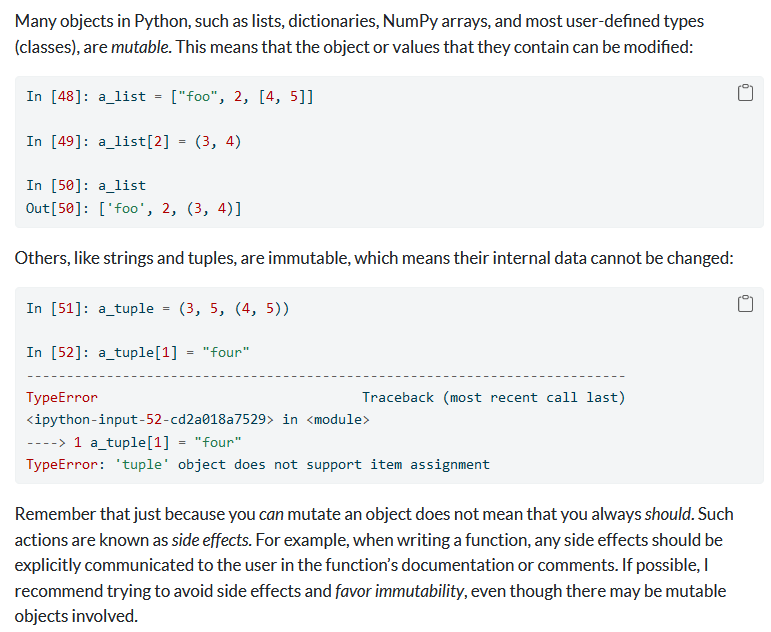 Many objects in Python, such as lists, dictionaries, NumPy arrays, and most user-defined types
(classes), are mutable. This means that the object or values that they contain can be modified:
In [48]: a_list = ["foo", 2, [4, 5]]
In [49]: a_list[2] = (3, 4)
In [50]: a_list
Out[50]: ['foo', 2, (3, 4)]
Others, like strings and tuples, are immutable, which means their internal data cannot be changed:
In [51]: a_tuple = (3, 5, (4, 5))
In [52]: a_tuple[1] = "four"
---------------------------------------------------------------------------
TypeError                                 Traceback (most recent call last)
<ipython-input-52-cd2a018a7529> in <module>
----> 1 a_tuple[1] = "four"
TypeError: 'tuple' object does not support item assignment
Remember that just because you can mutate an object does not mean that you always should. Such
actions are known as side effects. For example, when writing a function, any side effects should be
explicitly communicated to the user in the function’s documentation or comments. If possible, I
recommend trying to avoid side effects and favor immutability, even though there may be mutable
objects involved.